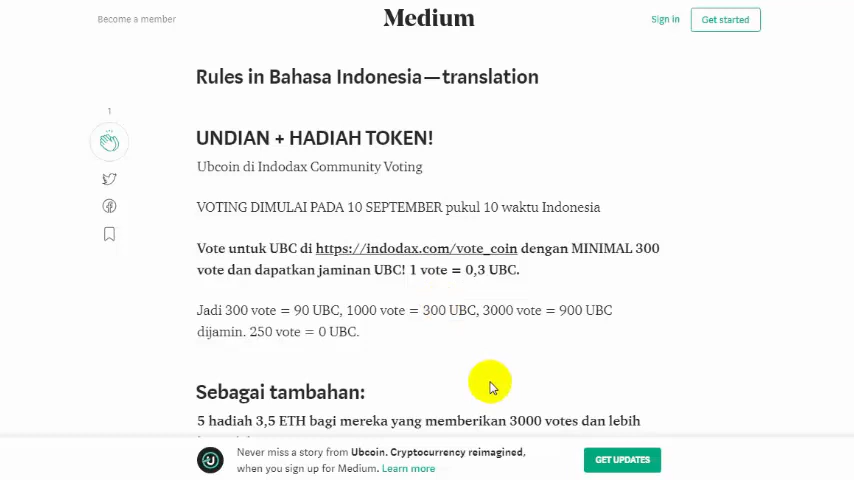 Become a member
Medium
Sign in
Get started
Rules in Bahasa Indonesia—translation
1
UNDIAN + HADIAH TOKEN!
Ubcoin di Indodax Community Voting
VOTING DIMULAI PADA 10 SEPTEMBER pukul 10 waktu Indonesia
Vote untuk UBC di https://indodax.com/vote_coin dengan MINIMAL 300
vote dan dapatkan jaminan UBC! 1 vote = 0,3 UBC.
Jadi 300 vote = 90 UBC, 1000 vote = 300 UBC, 3000 vote = 900 UBC
dijamin. 250 vote = 0 UBC.
Sebagai tambahan:
5 hadiah 3,5 ETH bagi mereka yang memberikan 3000 votes dan lebih
Never miss a story from Ubcoin. Cryptocurrency reimagined,
when you sign up for Medium. Learn more
GET UPDATES